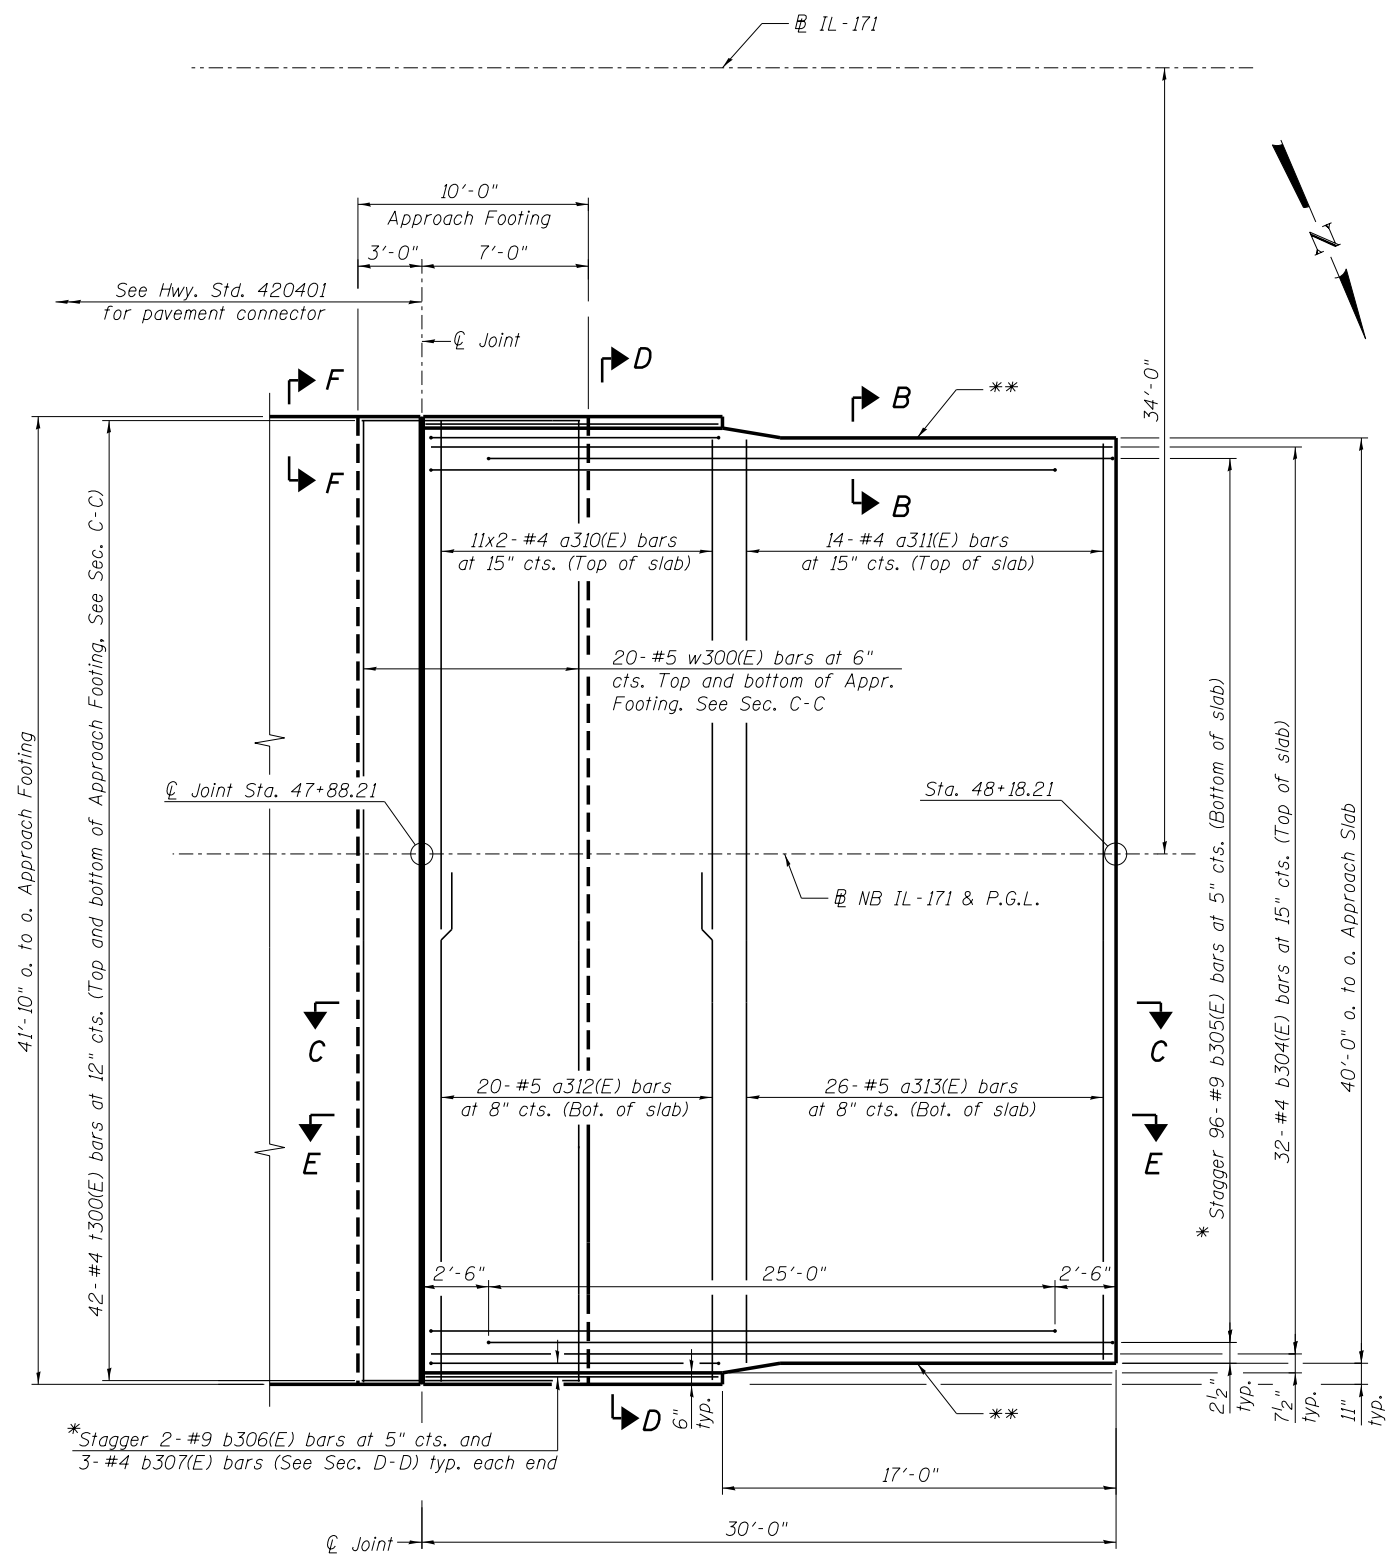 ℄ IL-171
10'-0"
Approach Footing
3'-0"
7'-0"
See Hwy. Std. 420401
for pavement connector
℄ Joint
N
34'-0"
F
D
B
**
F
B
11x2-#4 a310(E) bars
at 15" cts. (Top of slab)
14-#4 a311(E) bars
at 15" cts. (Top of slab)
20-#5 w300(E) bars at 6"
cts. Top and bottom of Appr.
Footing. See Sec. C-C
℄ Joint Sta. 47+88.21
Sta. 48+18.21
℄ NB IL-171 & P.G.L.
41'-10" o. to o. Approach Footing
42-#4 t300(E) bars at 12" cts. (Top and bottom of Approach Footing. See Sec. C-C)
* Stagger 96-#9 b305(E) bars at 5" cts. (Bottom of slab)
32-#4 b304(E) bars at 15" cts. (Top of slab)
40'-0" o. to o. Approach Slab
C
C
20-#5 a312(E) bars
at 8" cts. (Bot. of slab)
26-#5 a313(E) bars
at 8" cts. (Bot. of slab)
E
E
2'-6"
25'-0"
2'-6"
D
6"
typ.
**
2½"
typ.
7½"
typ.
11"
typ.
*Stagger 2-#9 b306(E) bars at 5" cts. and
3-#4 b307(E) bars (See Sec. D-D) typ. each end
17'-0"
30'-0"
℄ Joint